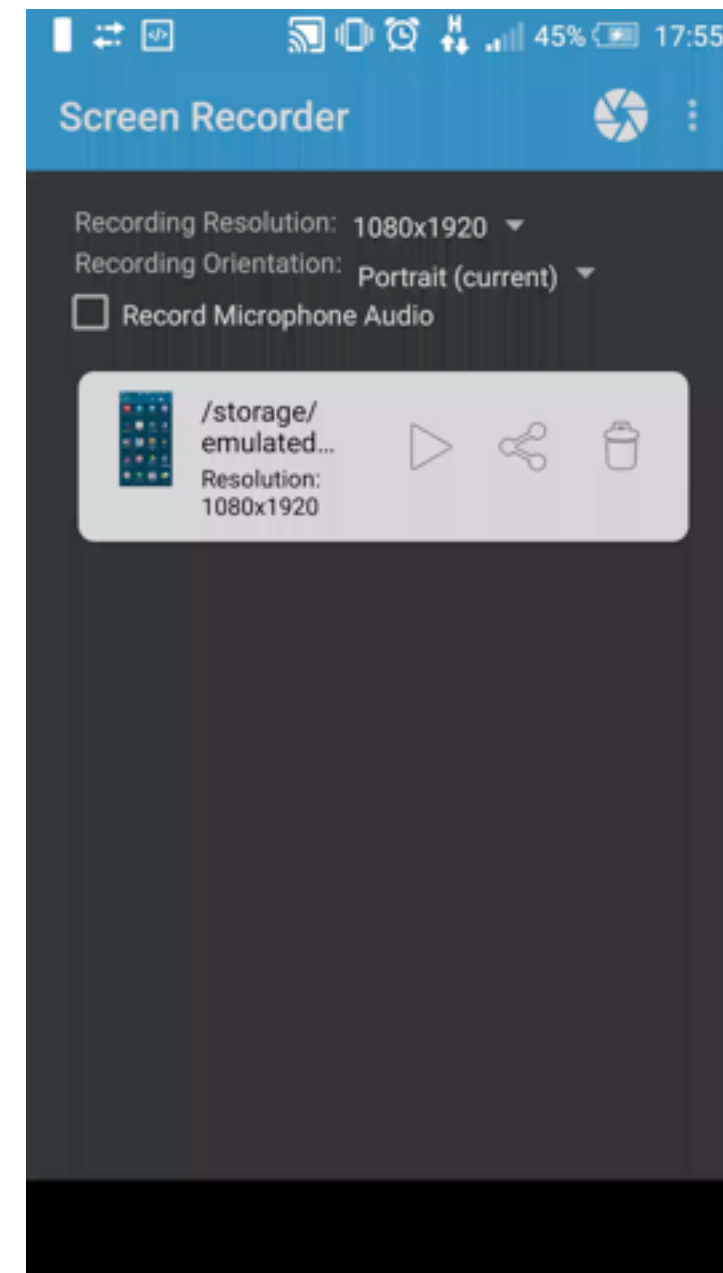 H 45% 17:55
Screen Recorder
Recording Resolution: 1080x1920
Recording Orientation: Portrait (current)
Record Microphone Audio
/storage/
emulated...
Resolution:
1080x1920